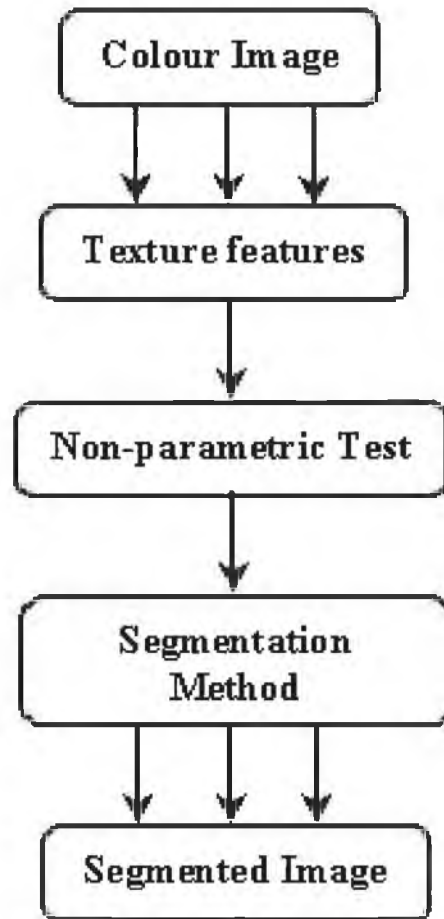 Colour Image
Texture features
Non-parametric Test
Segmentation
Method
Segmented Image